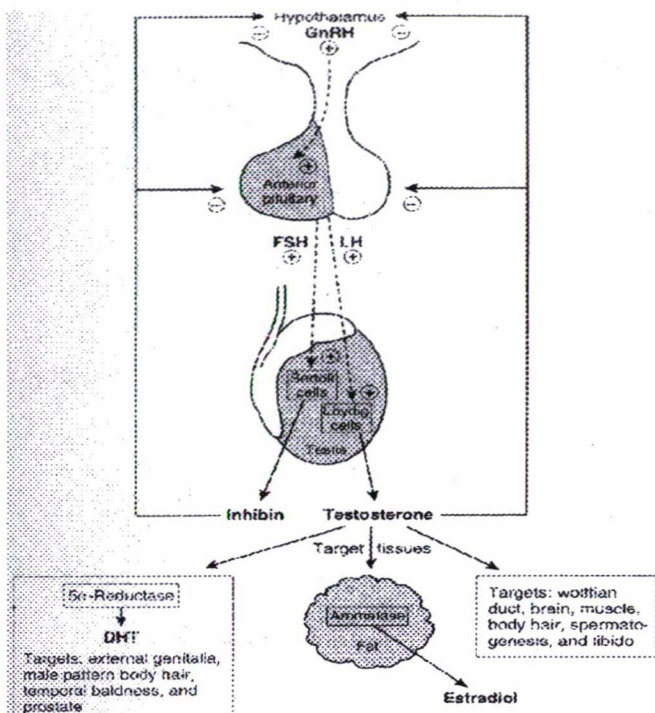 Hypothalamus
GnRH
Anterior
pituitary
FSH LH
Sertoli
cells
Leydig
cells
Testis
Inhibin Testosterone
Target tissues
5α-Reductase
DHT
Targets: external genitalia,
male pattern body hair,
temporal baldness, and
prostate
Aromatase
Fat
Estradiol
Targets: wolffian
duct, brain, muscle,
body hair, spermato-
genesis, and libido